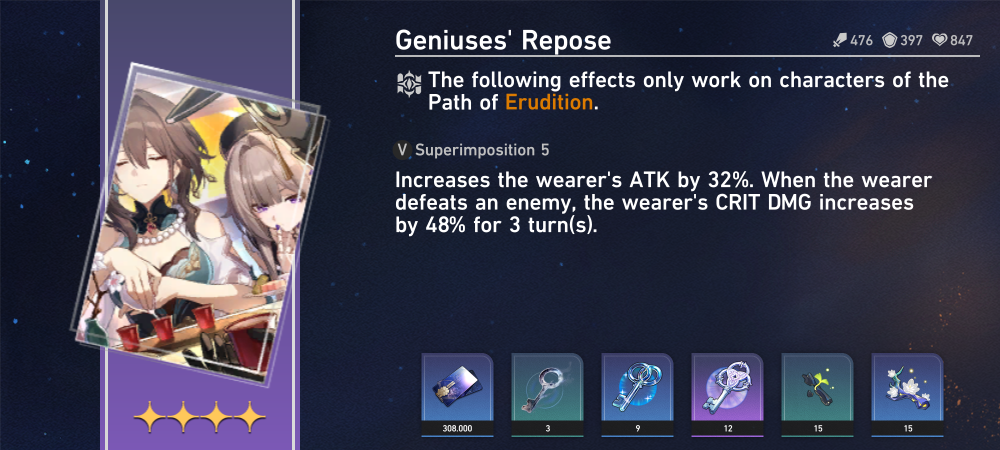 Geniuses' Repose
476 397 847
The following effects only work on characters of the
Path of Erudition.
V Superimposition 5
Increases the wearer's ATK by 32%. When the wearer
defeats an enemy, the wearer's CRIT DMG increases
by 48% for 3 turn(s).
308.000 3 9 12 15 15